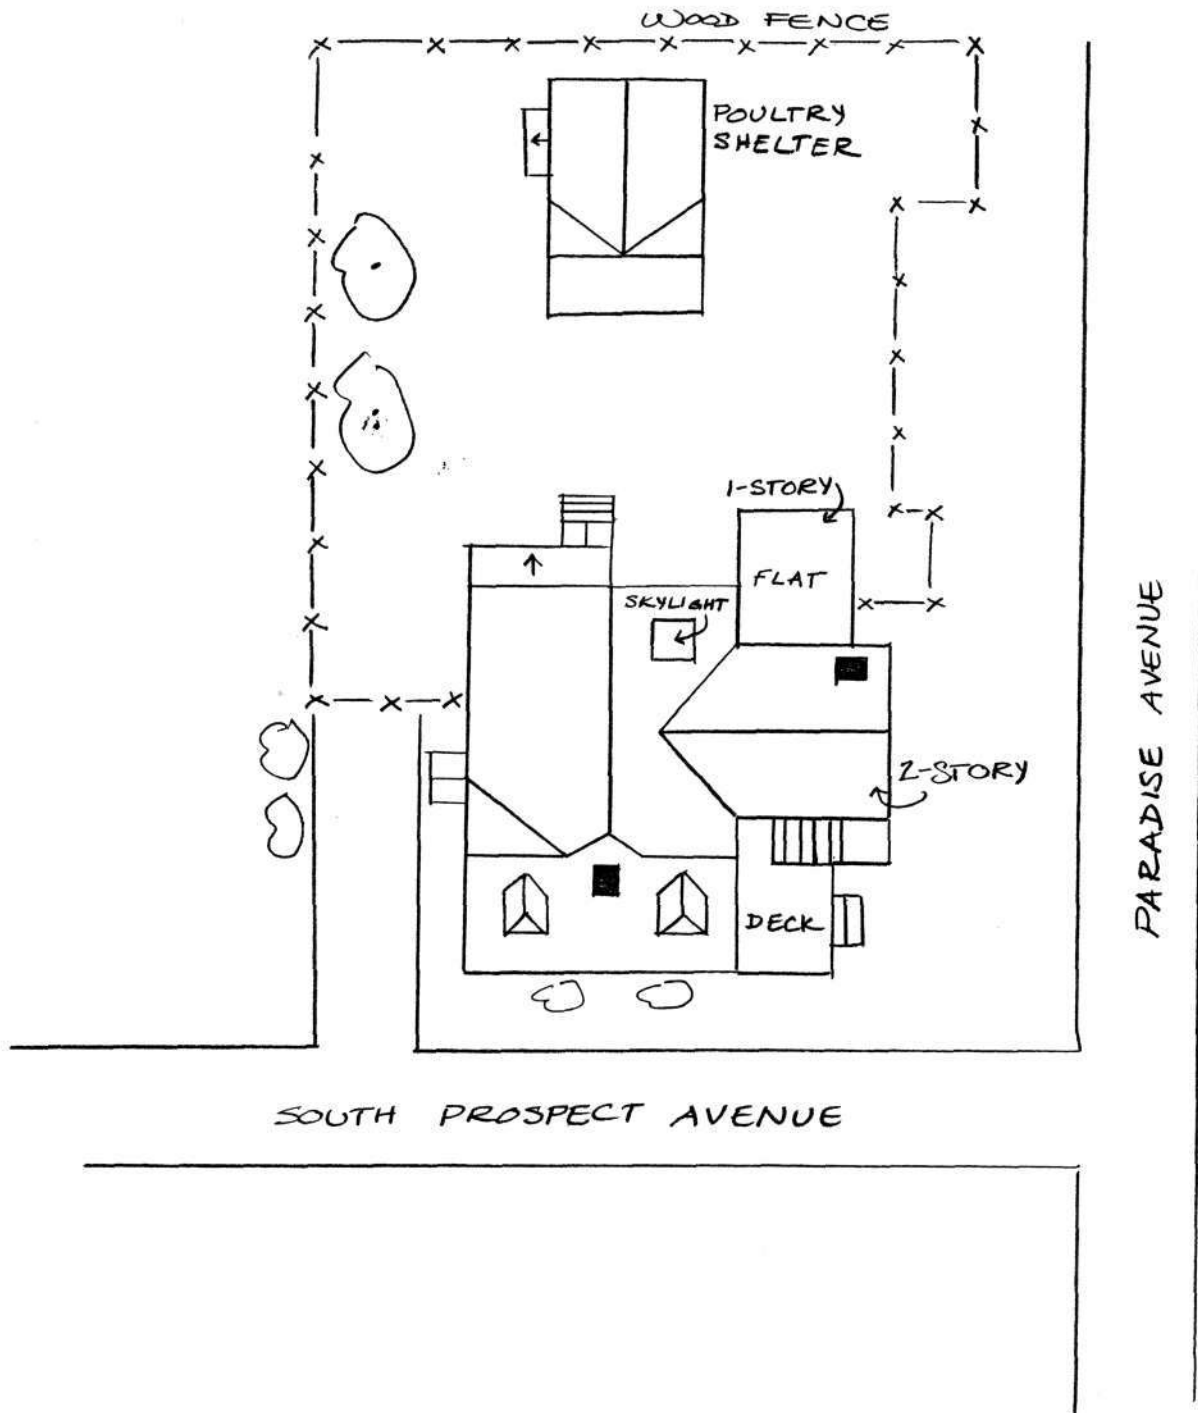 WOOD FENCE
POULTRY
SHELTER
1-STORY
FLAT
SKYLIGHT
2-STORY
DECK
PARADISE AVENUE
SOUTH PROSPECT AVENUE